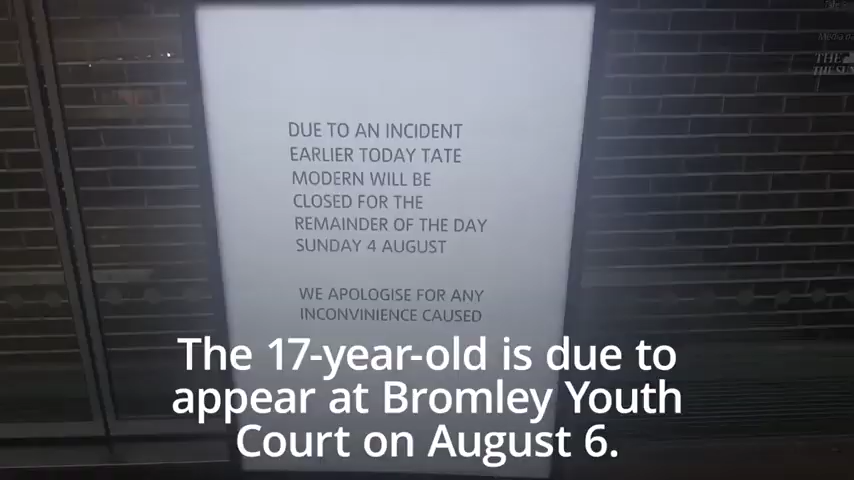 DUE TO AN INCIDENT
EARLIER TODAY TATE
MODERN WILL BE
CLOSED FOR THE
REMAINDER OF THE DAY
SUNDAY 4 AUGUST
WE APOLOGISE FOR ANY
INCONVINIENCE CAUSED
The 17-year-old is due to
appear at Bromley Youth
Court on August 6.